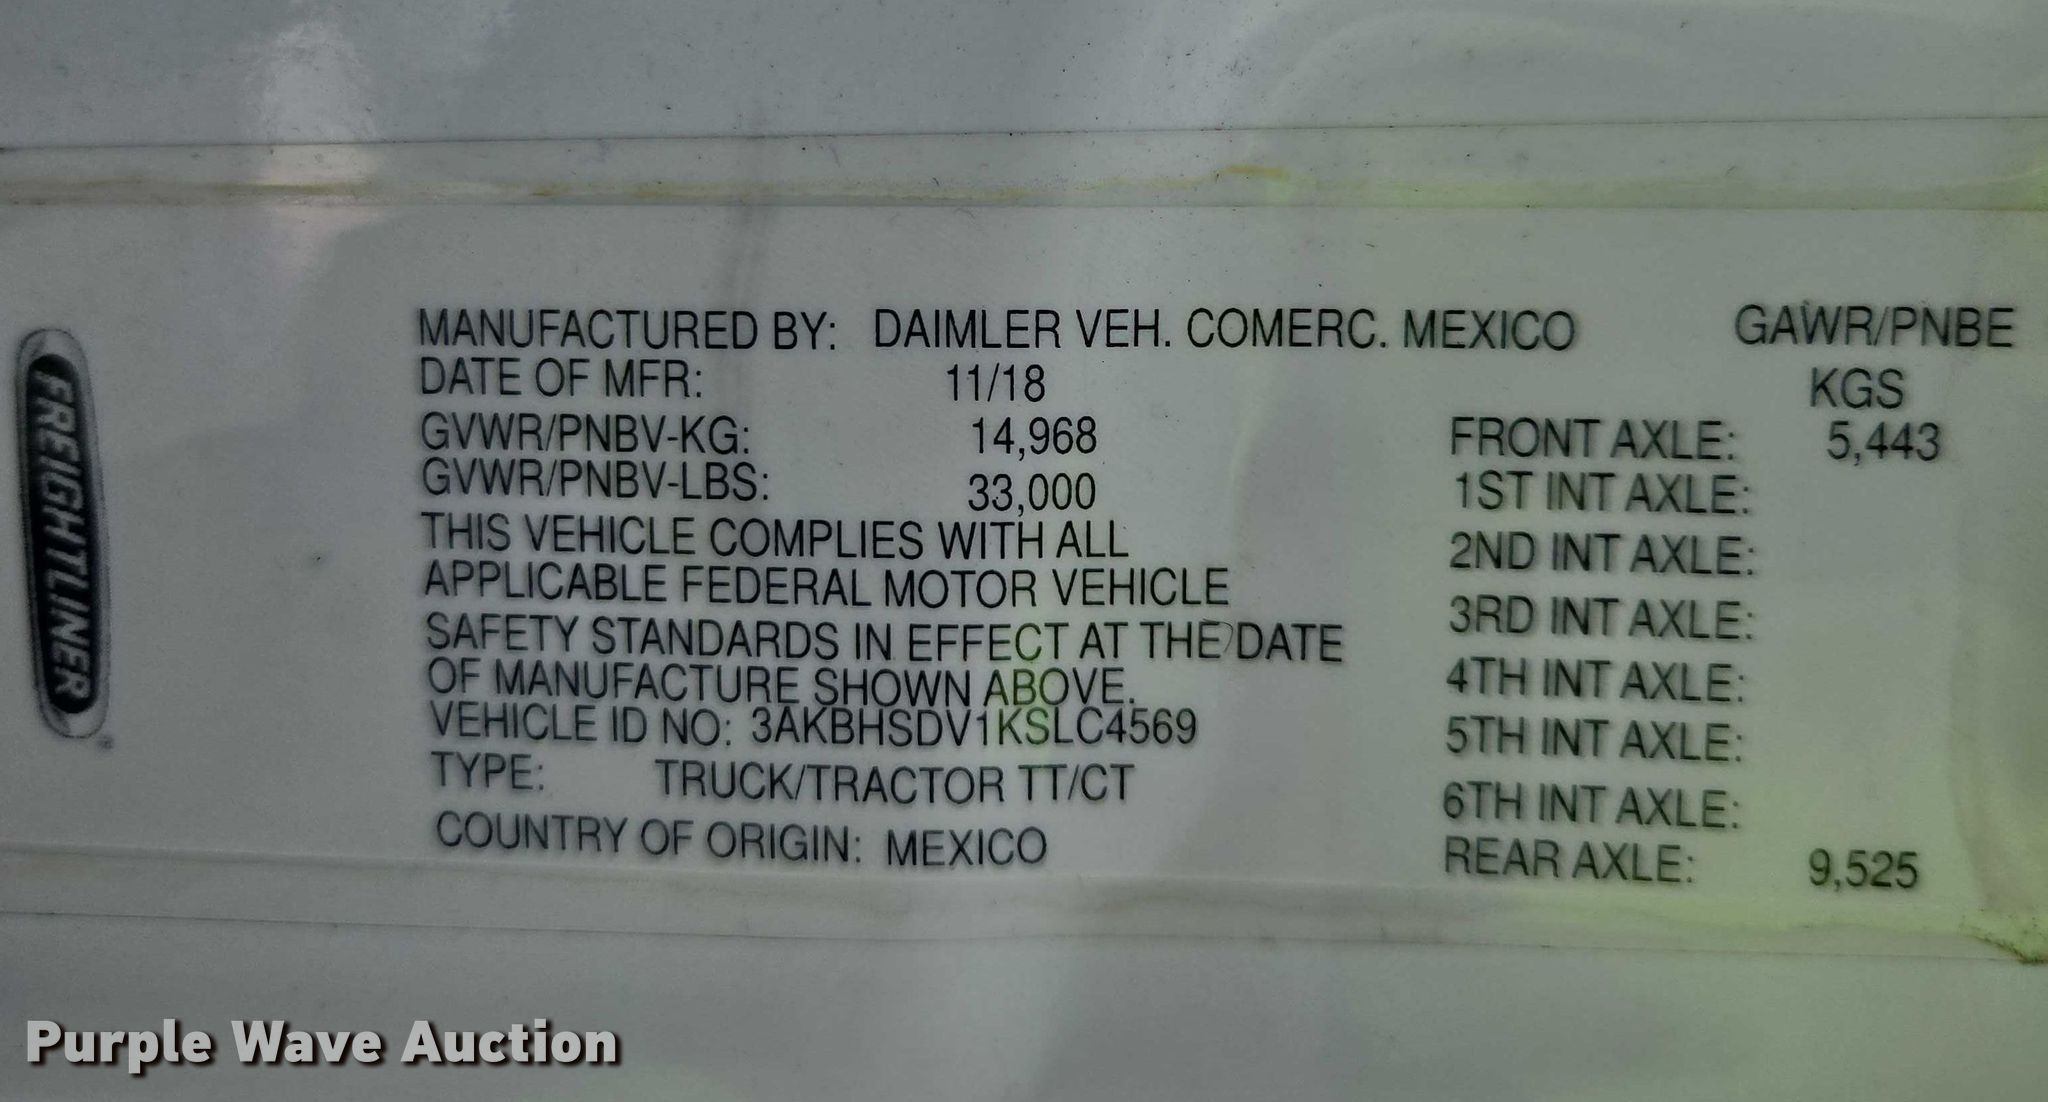 FREIGHTLINER
MANUFACTURED BY: DAIMLER VEH. COMERC. MEXICO
DATE OF MFR: 11/18
GVWR/PNBV-KG: 14,968
GVWR/PNBV-LBS: 33,000
THIS VEHICLE COMPLIES WITH ALL
APPLICABLE FEDERAL MOTOR VEHICLE
SAFETY STANDARDS IN EFFECT AT THE DATE
OF MANUFACTURE SHOWN ABOVE.
VEHICLE ID NO: 3AKBHSDV1KSLC4569
TYPE: TRUCK/TRACTOR TT/CT
COUNTRY OF ORIGIN: MEXICO
GAWR/PNBE
KGS
FRONT AXLE: 5,443
1ST INT AXLE:
2ND INT AXLE:
3RD INT AXLE:
4TH INT AXLE:
5TH INT AXLE:
6TH INT AXLE:
REAR AXLE: 9,525
Purple Wave Auction